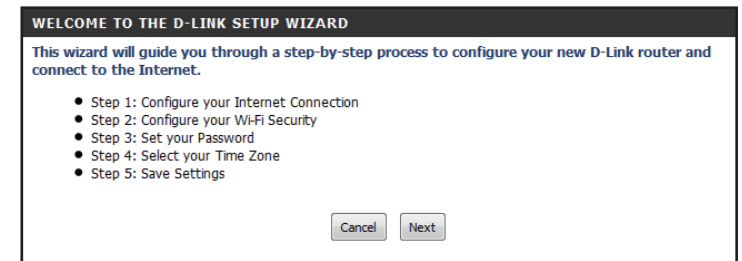 WELCOME TO THE D-LINK SETUP WIZARD
This wizard will guide you through a step-by-step process to configure your new D-Link router and
connect to the Internet.
● Step 1: Configure your Internet Connection
● Step 2: Configure your Wi-Fi Security
● Step 3: Set your Password
● Step 4: Select your Time Zone
● Step 5: Save Settings
Cancel Next